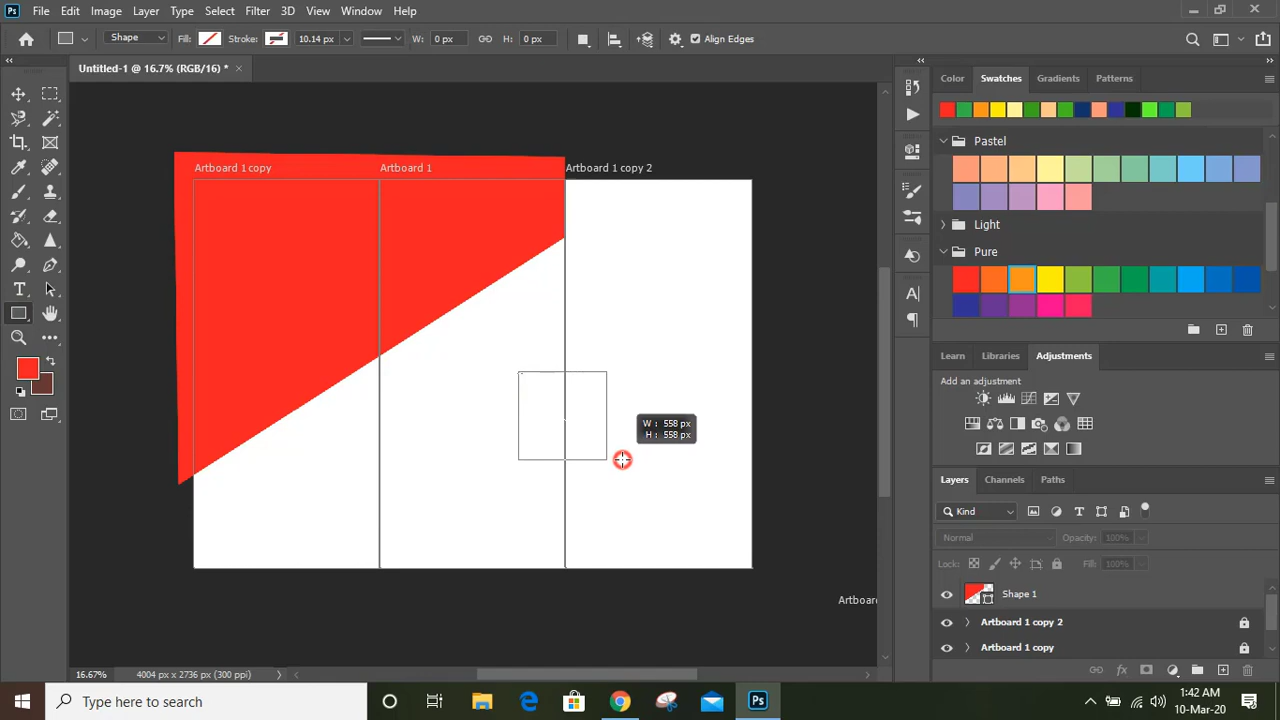 Ps File Edit Image Layer Type Select Filter 3D View Window Help
Shape Fill: Stroke: 10.14 px W: 0 px H: 0 px Align Edges
Untitled-1 @ 16.7% (RGB/16) * ×
Color Swatches Gradients Patterns
Pastel
Artboard 1 copy Artboard 1 Artboard 1 copy 2
Light
Pure
Learn Libraries Adjustments
Add an adjustment
W : 558 px
H : 558 px
Layers Channels Paths
Kind
Normal Opacity: 100%
Lock: Fill: 100%
Shape 1
Artboard 1 copy 2
Artboard 1 copy
Artboard
16.67% 4004 px x 2736 px (300 ppi)
Type here to search
Ps
1:42 AM
10-Mar-20